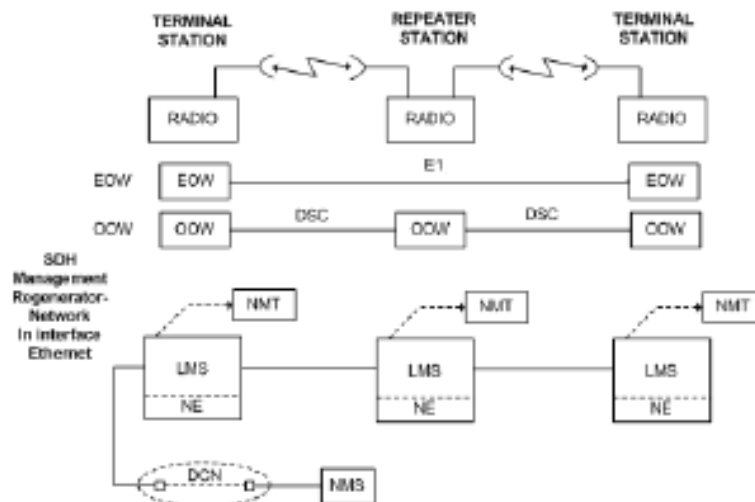 TERMINAL STATION
REPEATER STATION
TERMINAL STATION
RADIO
RADIO
RADIO
E1
EOW
EOW
EOW
DSC
DSC
OOW
OOW
OOW
OOW
SDH
Management
Rogenerator-
Network
In interface
Ethernet
NMT
NMT
NMT
LMS
LMS
LMS
NE
NE
NE
DCN
NMS